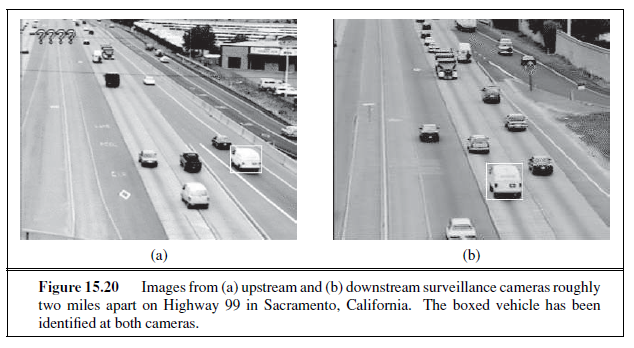 ????
(a)
(b)
Figure 15.20 Images from (a) upstream and (b) downstream surveillance cameras roughly
two miles apart on Highway 99 in Sacramento, California. The boxed vehicle has been
identified at both cameras.